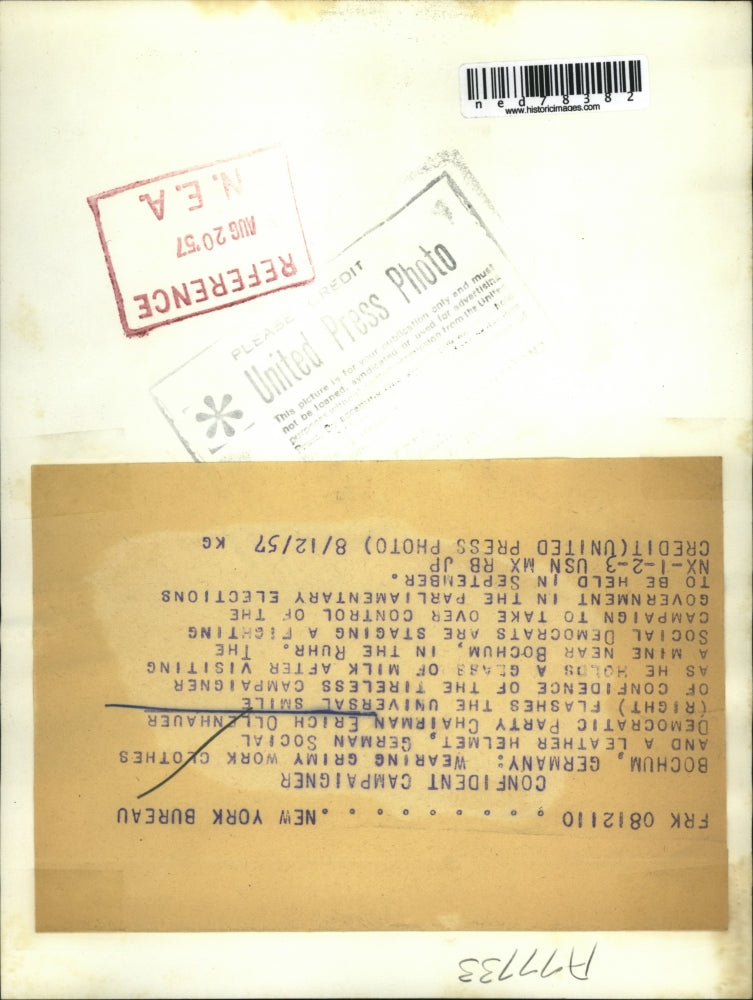 ned78382
www.historicimages.com
REFERENCE
AUG 20'57
N.E.A.
PLEASE CREDIT
United Press Photo
This picture is for your publication only and must
not be loaned, syndicated or used for advertising
FRK 0812110 . . . . . . . . . NEW YORK BUREAU
CONFIDENT CAMPAIGNER
BOCHUM, GERMANY: WEARING GRIMY WORK CLOTHES
AND A LEATHER HELMET, GERMAN SOCIAL
DEMOCRATIC PARTY CHAIRMAN ERICH OLLENHAUER
(RIGHT) FLASHES THE UNIVERSAL SMILE
OF CONFIDENCE OF THE TIRELESS CAMPAIGNER
AS HE HOLDS A GLASS OF MILK AFTER VISITING
A MINE NEAR BOCHUM, IN THE RUHR. THE
SOCIAL DEMOCRATS ARE STAGING A FIGHTING
CAMPAIGN TO TAKE OVER CONTROL OF THE
GOVERNMENT IN THE PARLIAMENTARY ELECTIONS
TO BE HELD IN SEPTEMBER.
NX-1-2-3 USN MX RB JP
CREDIT(UNITED PRESS PHOTO) 8/12/57 KG
A77733